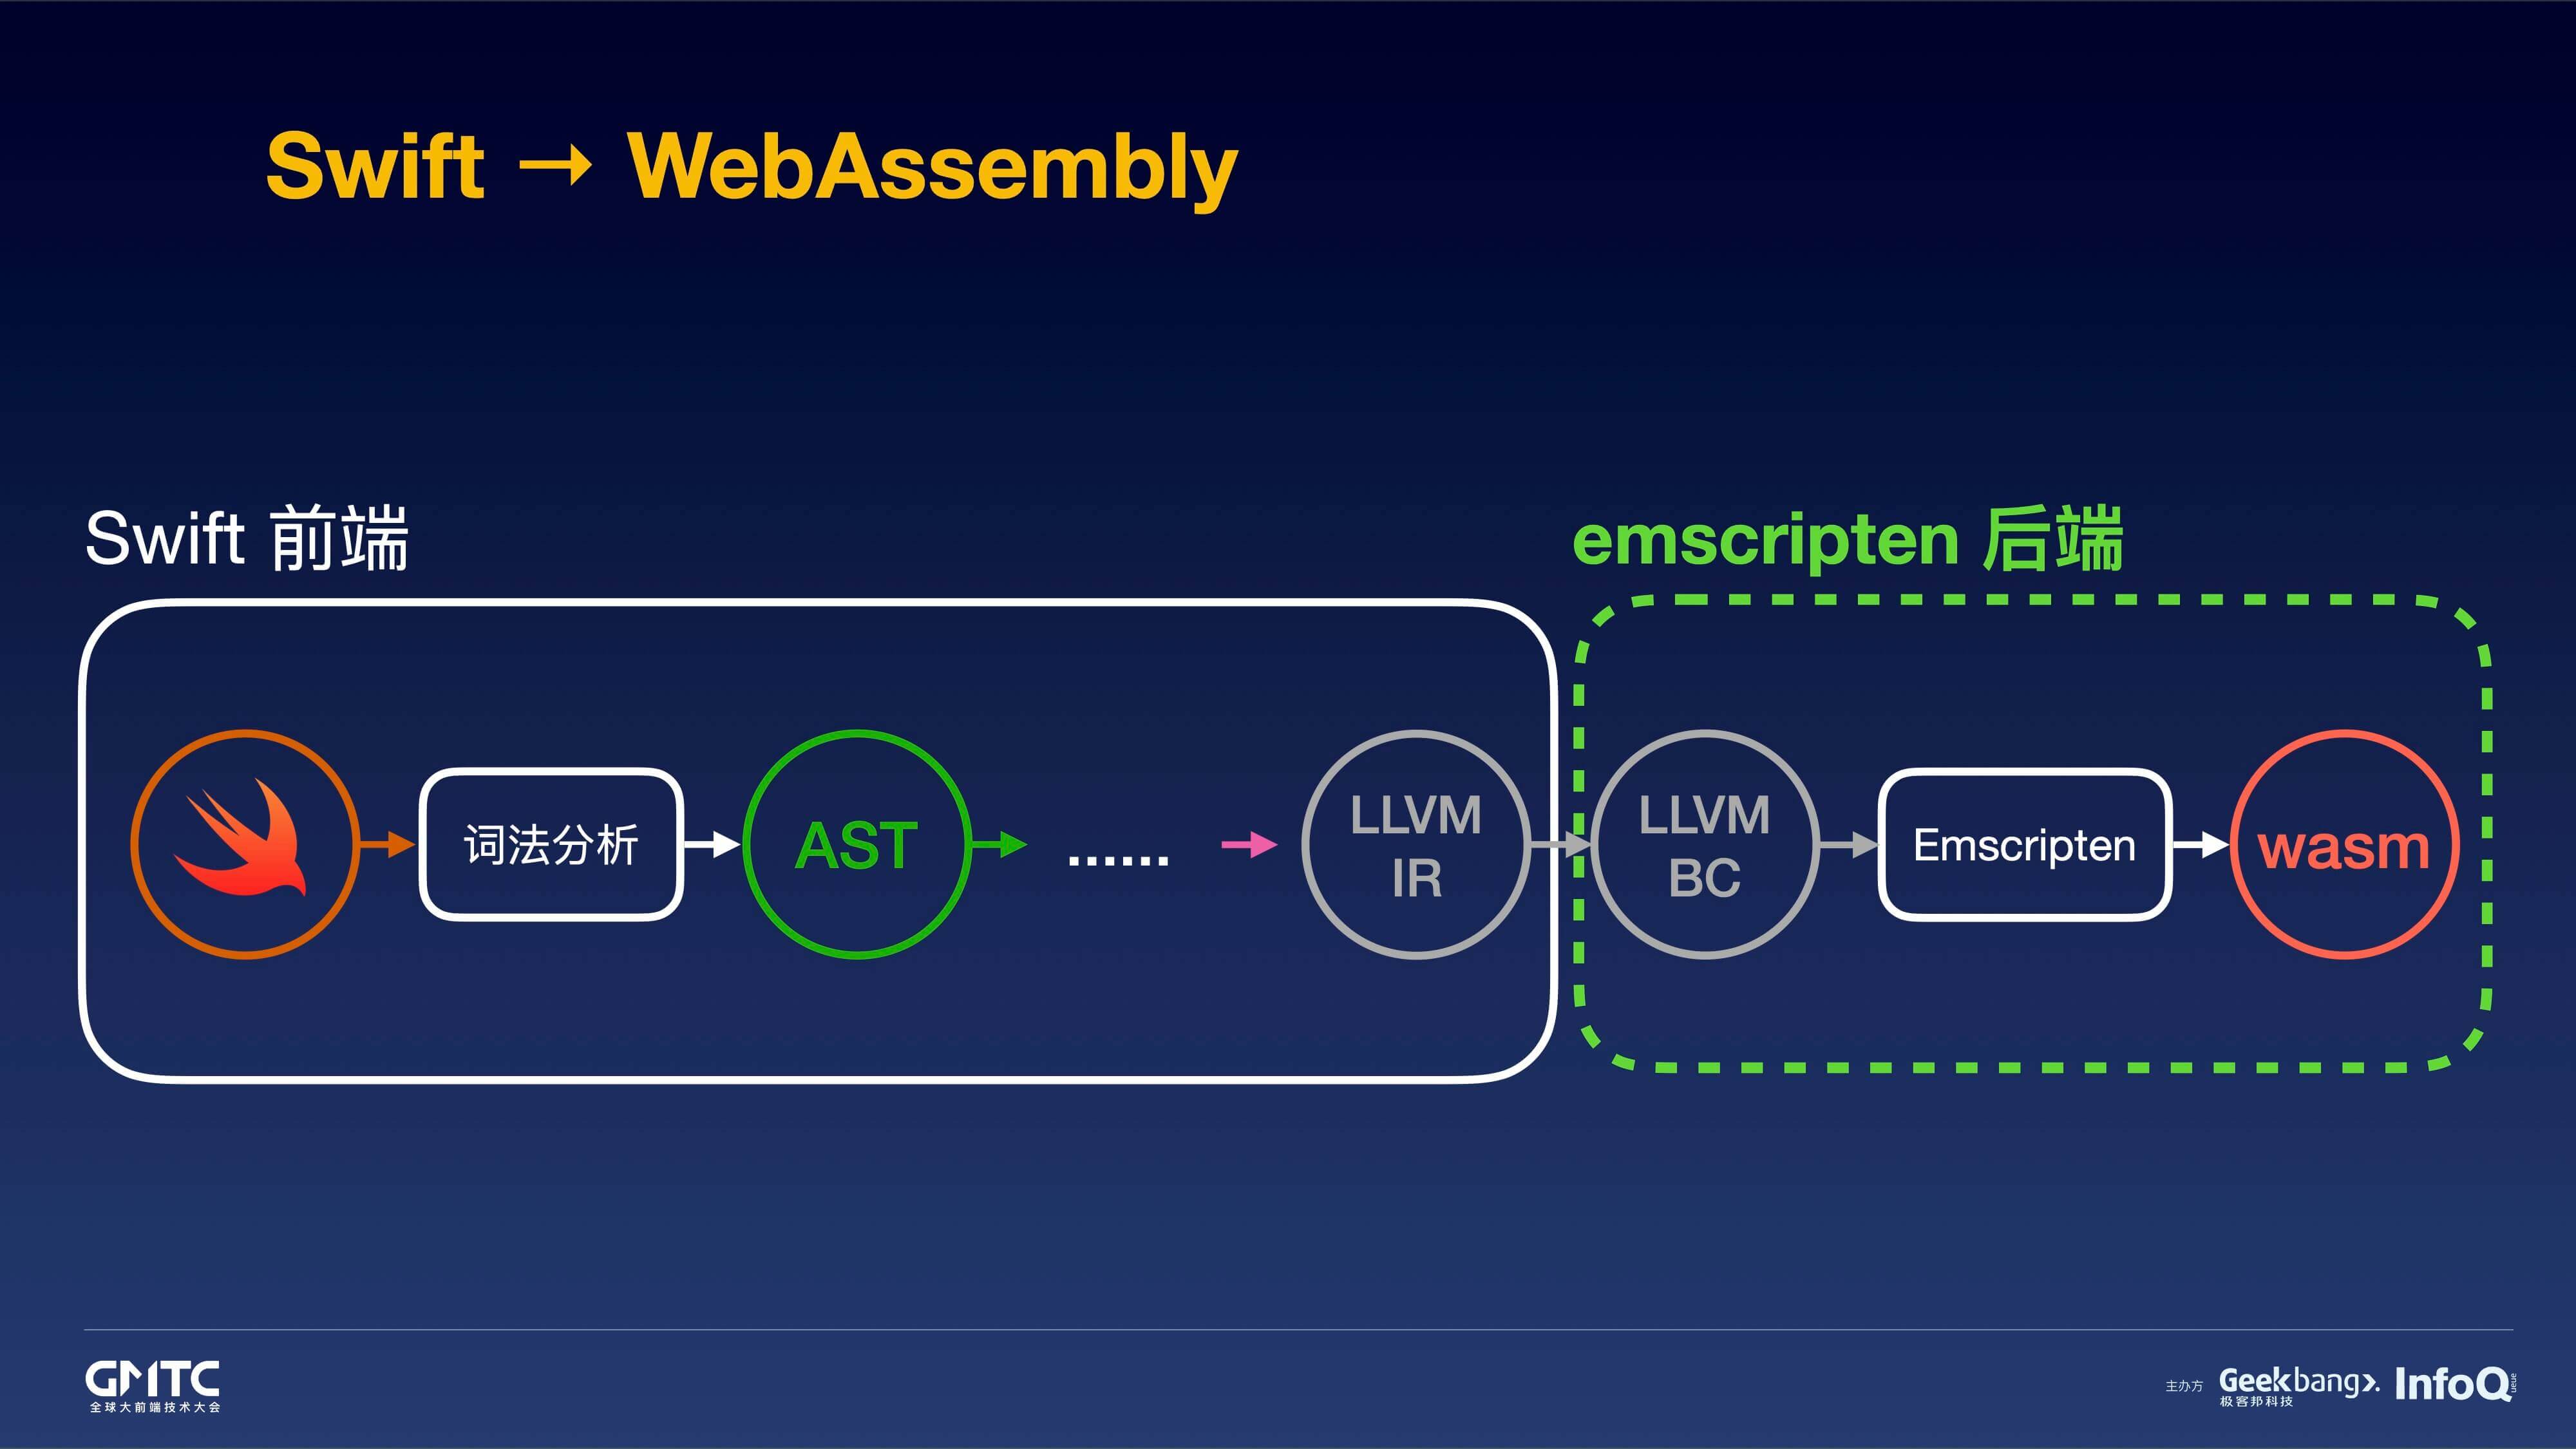 Swift → WebAssembly
Swift 前端
emscripten 后端
词法分析
AST
......
LLVM
IR
LLVM
BC
Emscripten
wasm
GMTC
全球大前端技术大会
主办方
Geekbang>.
极客邦科技
InfoQ
ueue